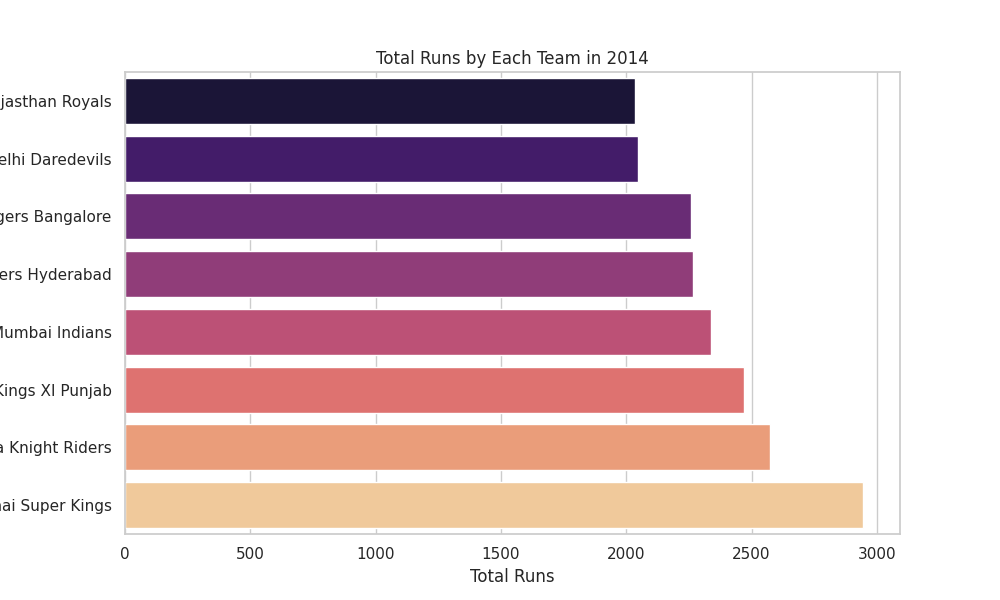 Total Runs by Each Team in 2014
jasthan Royals
elhi Daredevils
gers Bangalore
ers Hyderabad
Mumbai Indians
Kings XI Punjab
a Knight Riders
ai Super Kings
0 500 1000 1500 2000 2500 3000
Total Runs